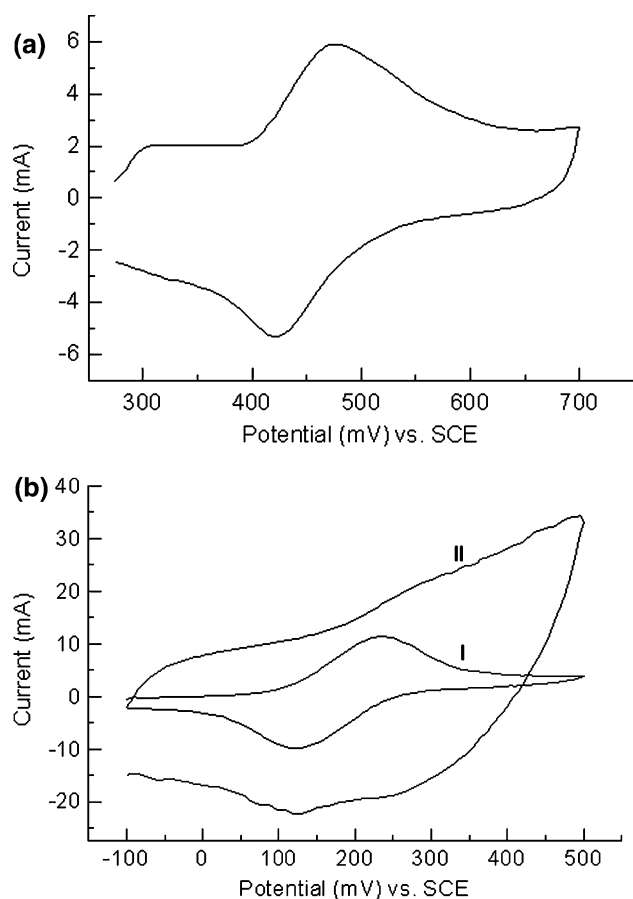 (a)
6
4
2
0
-2
-4
-6
Current (mA)
300 400 500 600 700
Potential (mV) vs. SCE
(b)
40
30
20
10
0
-10
-20
Current (mA)
II
I
-100 0 100 200 300 400 500
Potential (mV) vs. SCE